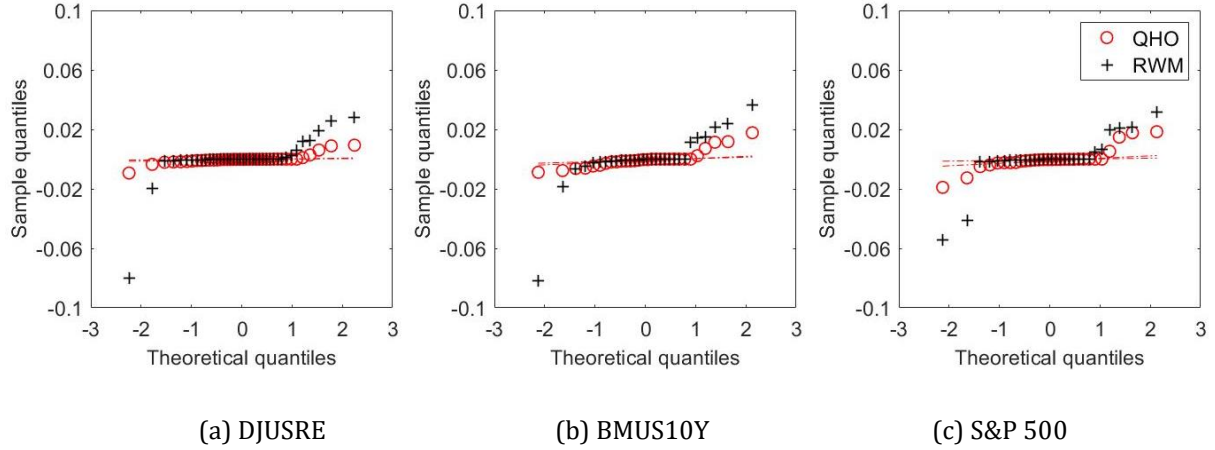 0.1
0.06
0.02
-0.02
-0.06
-0.1
Sample quantiles
-3 -2 -1 0 1 2 3
Theoretical quantiles
(a) DJUSRE
0.1
0.06
0.02
-0.02
-0.06
-0.1
Sample quantiles
-3 -2 -1 0 1 2 3
Theoretical quantiles
(b) BMUS10Y
0.1
0.06
0.02
-0.02
-0.06
-0.1
Sample quantiles
QHO
RWM
-3 -2 -1 0 1 2 3
Theoretical quantiles
(c) S&P 500